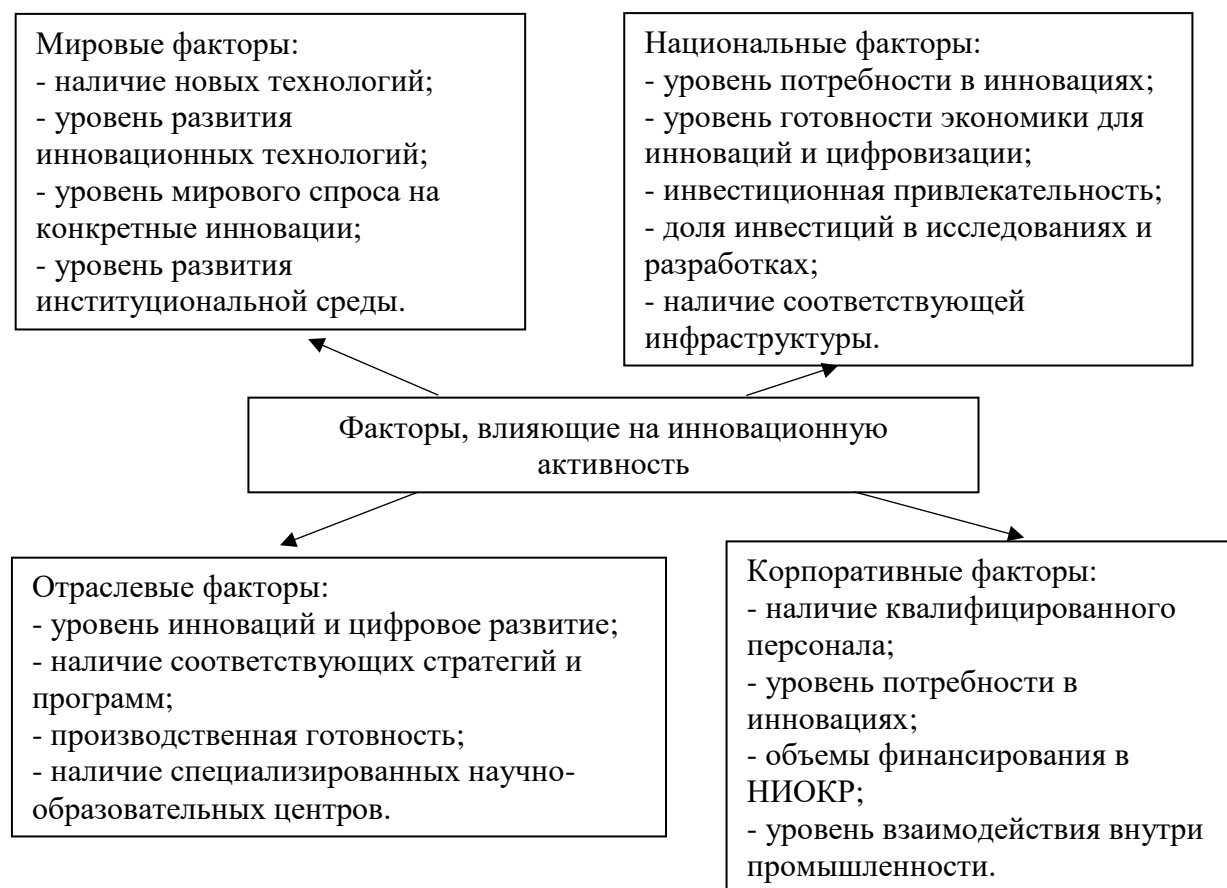 Мировые факторы:
- наличие новых технологий;
- уровень развития
инновационных технологий;
- уровень мирового спроса на
конкретные инновации;
- уровень развития
институциональной среды.
Национальные факторы:
- уровень потребности в инновациях;
- уровень готовности экономики для
инноваций и цифровизации;
- инвестиционная привлекательность;
- доля инвестиций в исследованиях и
разработках;
- наличие соответствующей
инфраструктуры.
Факторы, влияющие на инновационную
активность
Отраслевые факторы:
- уровень инноваций и цифровое развитие;
- наличие соответствующих стратегий и
программ;
- производственная готовность;
- наличие специализированных научно-
образовательных центров.
Корпоративные факторы:
- наличие квалифицированного
персонала;
- уровень потребности в
инновациях;
- объемы финансирования в
НИОКР;
- уровень взаимодействия внутри
промышленности.